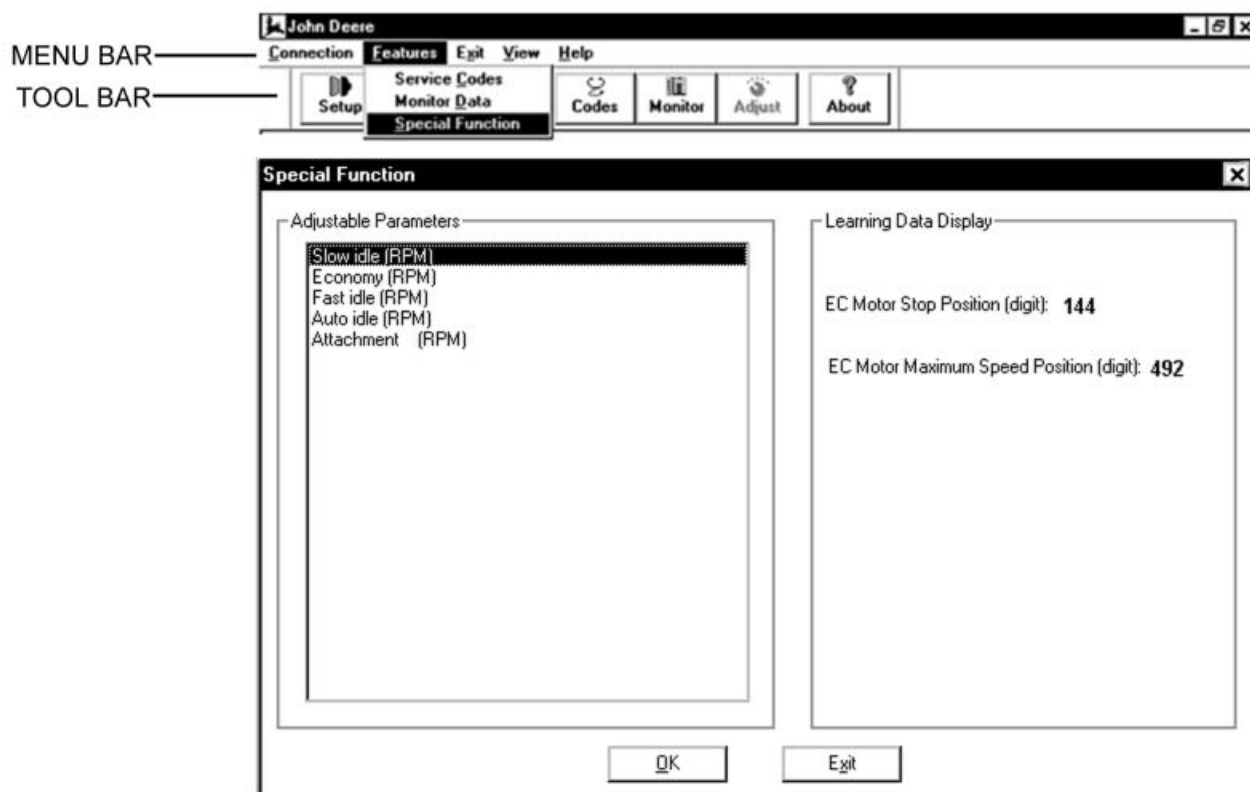 John Deere
MENU BAR
Connection Features Exit View Help
Service Codes
Monitor Data
Special Function
TOOL BAR
Setup
Codes
Monitor
Adjust
About
Special Function
Adjustable Parameters
Slow idle (RPM)
Economy (RPM)
Fast idle (RPM)
Auto idle (RPM)
Attachment (RPM)
Learning Data Display
EC Motor Stop Position (digit): 144
EC Motor Maximum Speed Position (digit): 492
OK
Exit